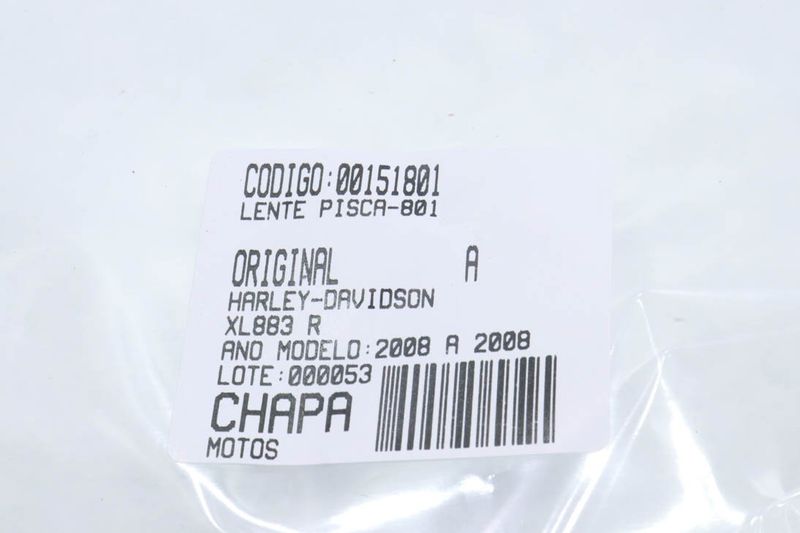 CODIGO:00151801
LENTE PISCA-801
ORIGINAL A
HARLEY-DAVIDSON
XL883 R
ANO MODELO:2008 A 2008
LOTE:000053
CHAPA
MOTOS